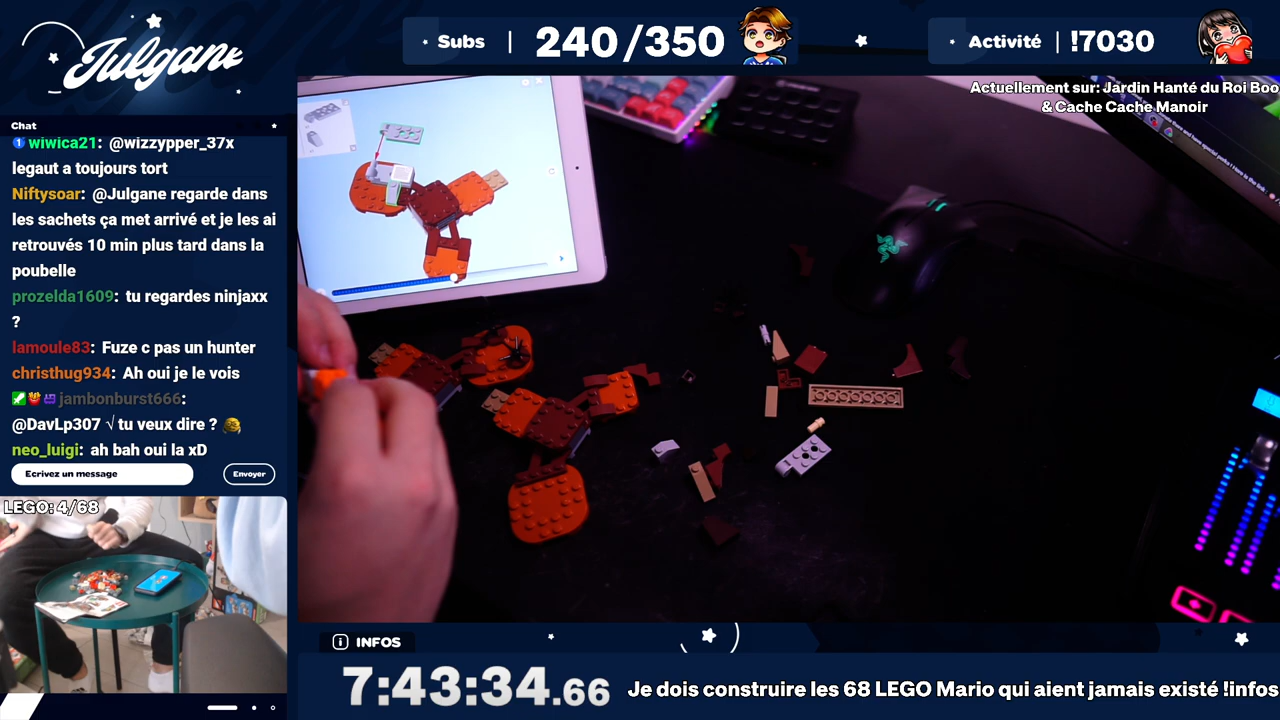 Julgane
Subs | 240/350
Activité | !7030
Actuellement sur: Jardin Hanté du Roi Boo
& Cache Cache Manoir
Chat
wiwica21: @wizzypper_37x
legaut a toujours tort
Niftysoar: @Julgane regarde dans
les sachets ça met arrivé et je les ai
retrouvés 10 min plus tard dans la
poubelle
prozelda1609: tu regardes ninjaxx
?
lamoule83: Fuze c pas un hunter
christhug934: Ah oui je le vois
jambonburst666:
@DavLp307 √ tu veux dire ?
neo_luigi: ah bah oui la xD
Ecrivez un message
Envoyer
LEGO: 4/68
INFOS
7:43:34.66
Je dois construire les 68 LEGO Mario qui aient jamais existé !infos